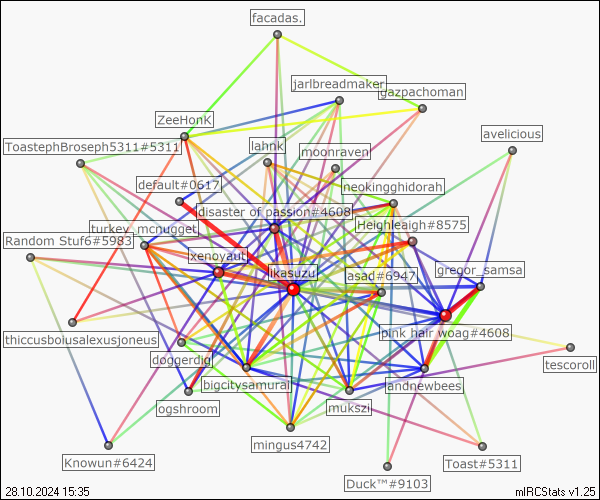 facadas.
jarlbreadmaker
gazpachoman
ZeeHonK
avelicious
ToastephBroseph5311#5311
lahnk
moonraven
default#0617
neokingghidorah
disaster of passion#4608
turkey_mcnugget
Heighleaigh#8575
Random Stuf6#5983
xenoyaut
ikasuzu
asad#6947
gregor_samsa
thiccusbolusalexusjoneus
pink hair woag#4608
doggerdig
tescoroll
bigcitysamurai
andnewbees
ogshroom
mukszi
mingus4742
Knowun#6424
Toast#5311
Duck™#9103
28.10.2024 15:35
mIRCStats v1.25